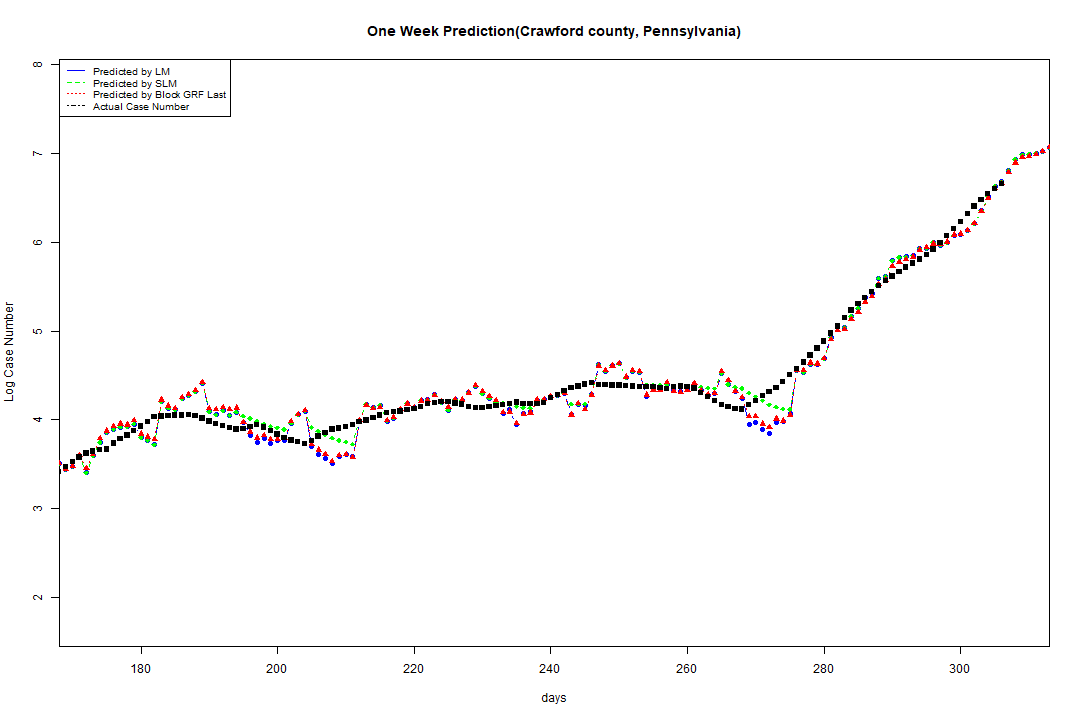 One Week Prediction(Crawford county, Pennsylvania)
Predicted by LM
Predicted by SLM
Predicted by Block GRF Last
Actual Case Number
8
7
6
5
4
3
2
Log Case Number
180 200 220 240 260 280 300
days